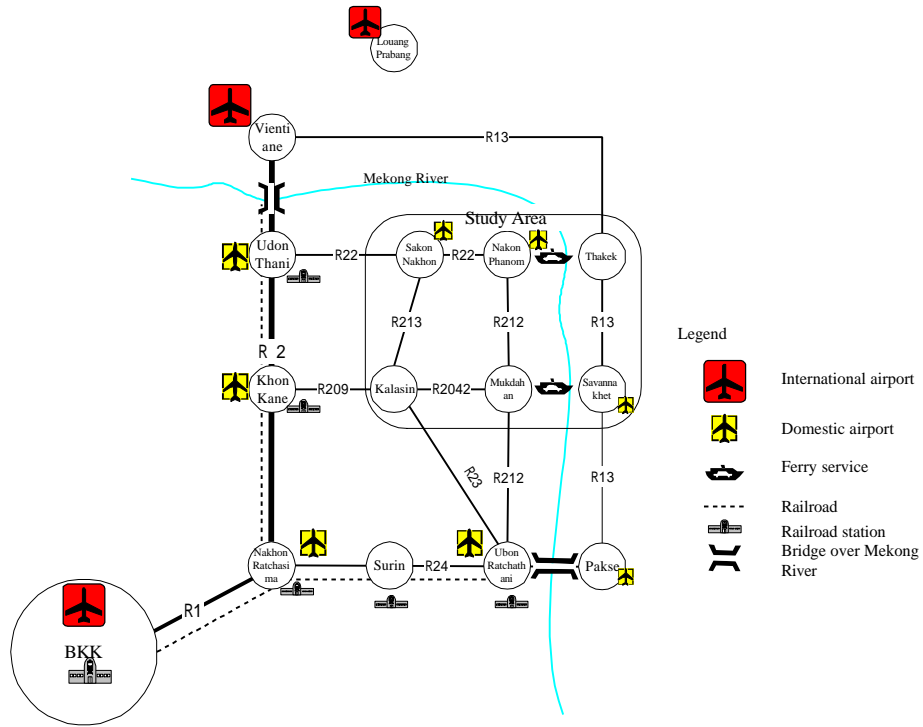 Louang
Prabang
Vienti
ane
R13
Mekong River
Study Area
Udon
Thani
R22
Sakon
Nakhon
R22
Nakon
Phanom
Thakek
R213
R212
R13
R 2
Khon
Kane
R209
Kalasin
R2042
Mukdah
an
Savanna
khet
R23
R212
R13
Nakhon
Ratchasi
ma
Surin
R24
Ubon
Ratchath
ani
Pakse
R1
BKK
Legend
International airport
Domestic airport
Ferry service
Railroad
Railroad station
Bridge over Mekong
River